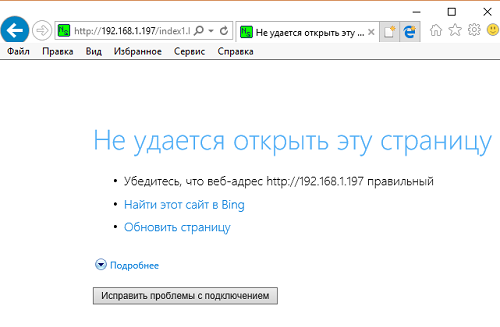 http://192.168.1.197/index1.l
Не удается открыть эту ...
Файл Правка Вид Избранное Сервис Справка
Не удается открыть эту страницу
• Убедитесь, что веб-адрес http://192.168.1.197 правильный
• Найти этот сайт в Bing
• Обновить страницу
Подробнее
Исправить проблемы с подключением